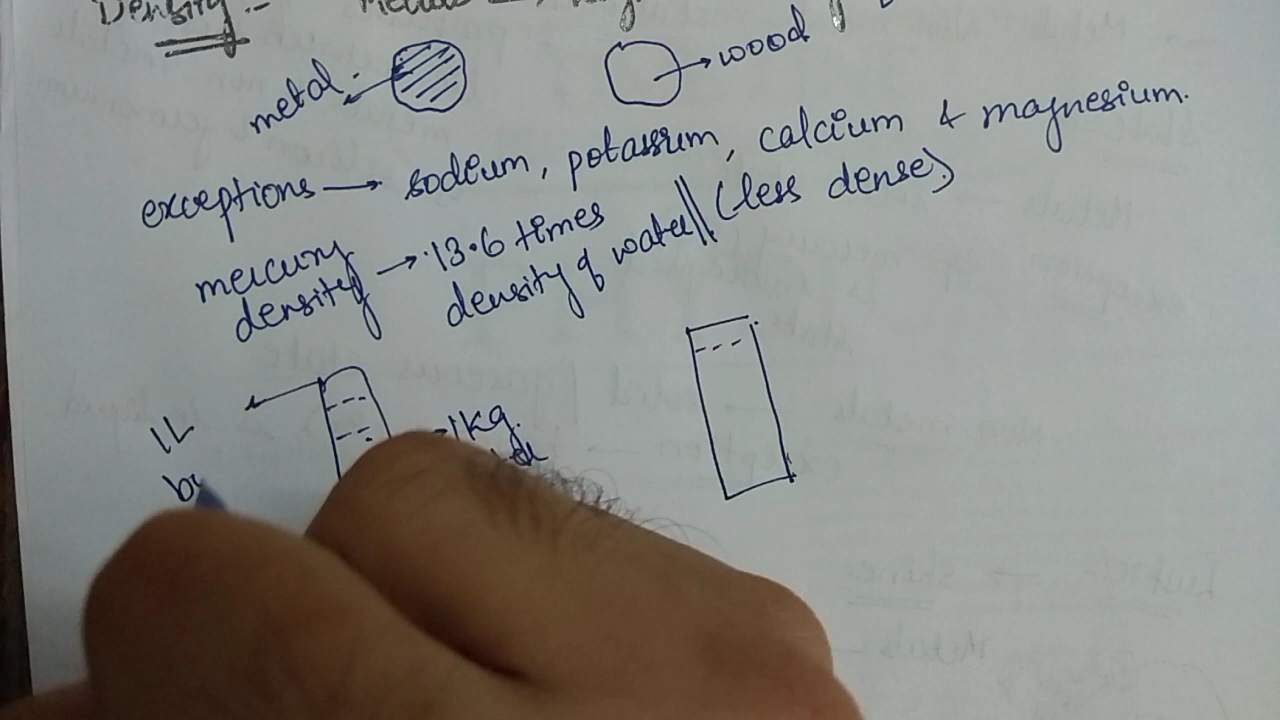 Density :-
metal. wood
exceptions → sodium, potassium, calcium & magnesium.
mercury → 13.6 times (less dense)
density density of water
1L 1kg.